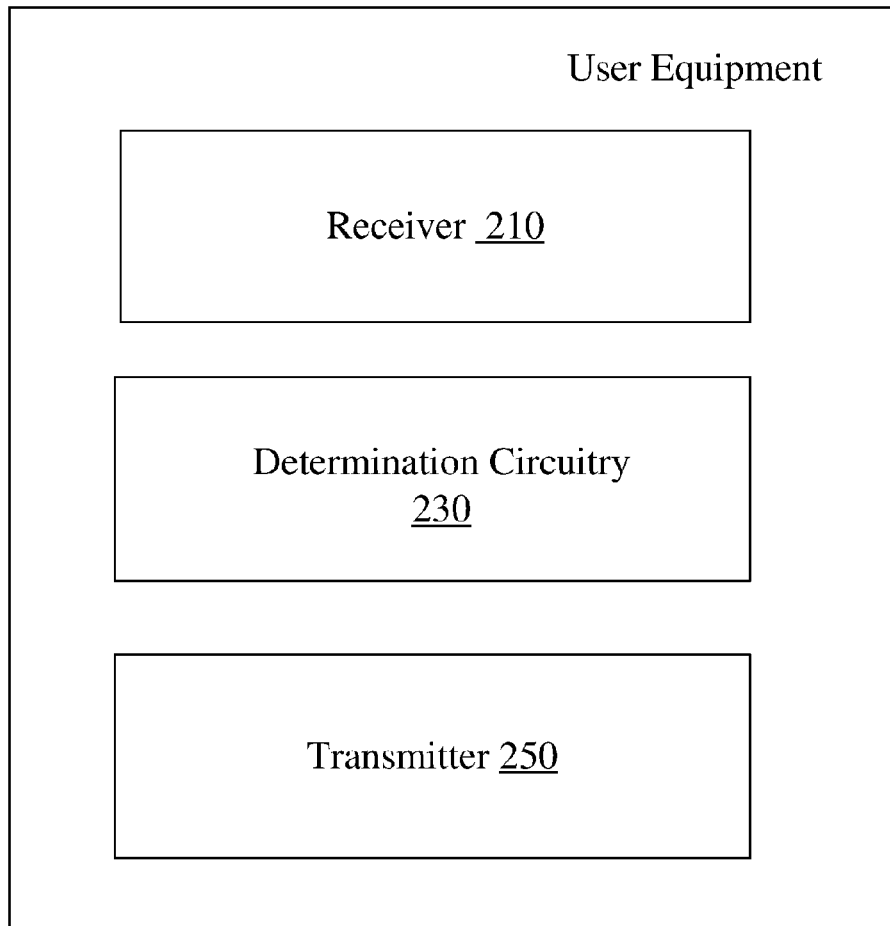 User Equipment
Receiver 210
Determination Circuitry
230
Transmitter 250